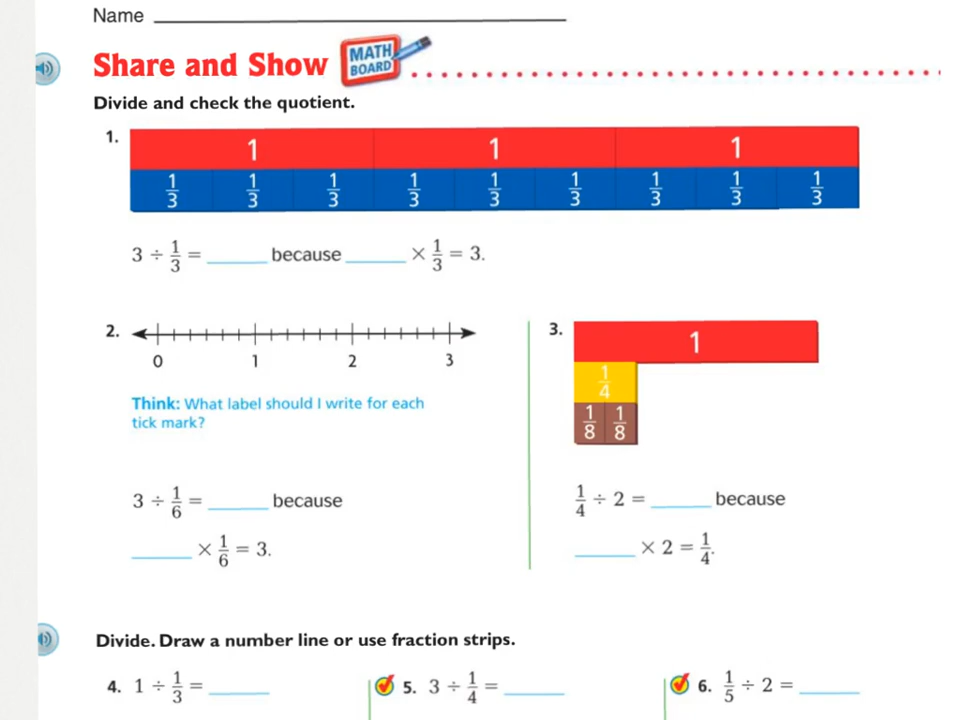 Name
Share and Show MATH BOARD
Divide and check the quotient.
1.
1 1 1
1/3 1/3 1/3 1/3 1/3 1/3 1/3 1/3 1/3
3 ÷ 1/3 = ______ because ______ × 1/3 = 3.
2.
0 1 2 3
Think: What label should I write for each
tick mark?
3 ÷ 1/6 = ______ because
______ × 1/6 = 3.
3.
1
1/4
1/8 1/8
1/4 ÷ 2 = ______ because
______ × 2 = 1/4.
Divide. Draw a number line or use fraction strips.
4. 1 ÷ 1/3 = ______
5. 3 ÷ 1/4 = ______
6. 1/5 ÷ 2 = ______